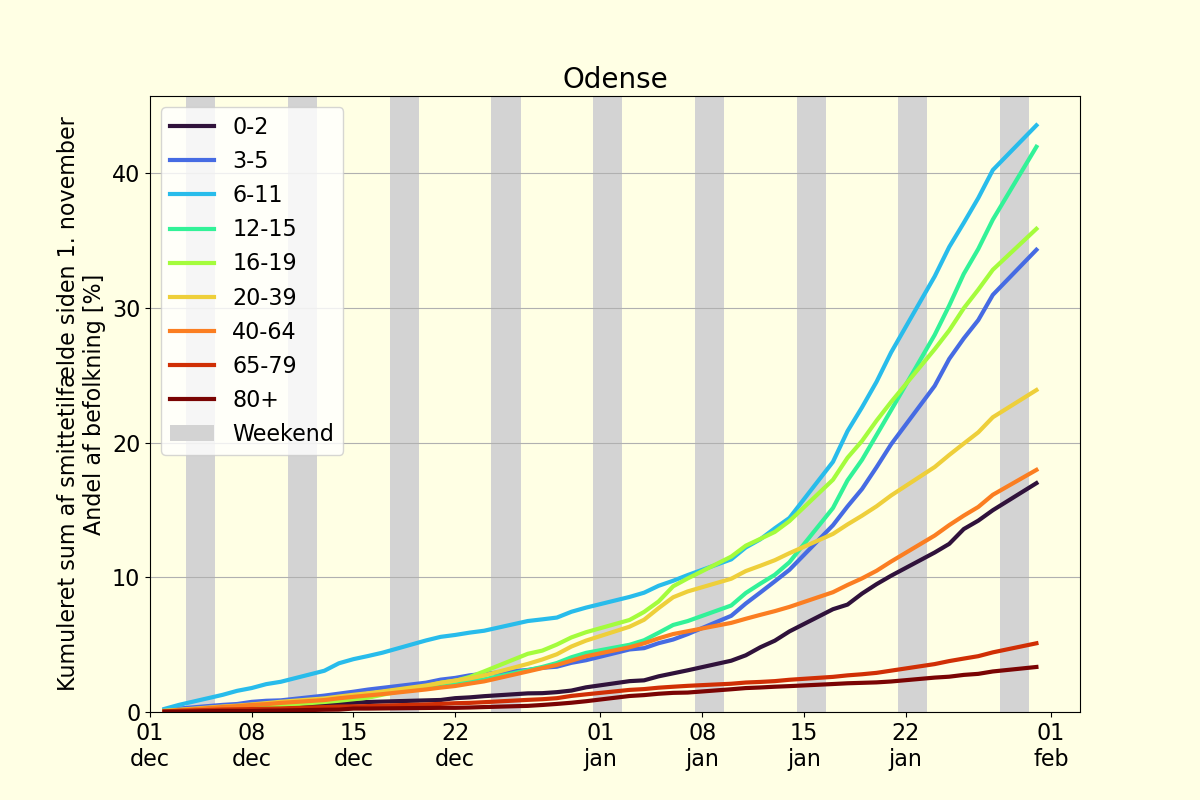 Odense
Kumuleret sum af smittetilfælde siden 1. november
Andel af befolkning [%]
40
30
20
10
0
0-2
3-5
6-11
12-15
16-19
20-39
40-64
65-79
80+
Weekend
01 08 15 22 01 08 15 22 01
dec dec dec dec jan jan jan jan feb